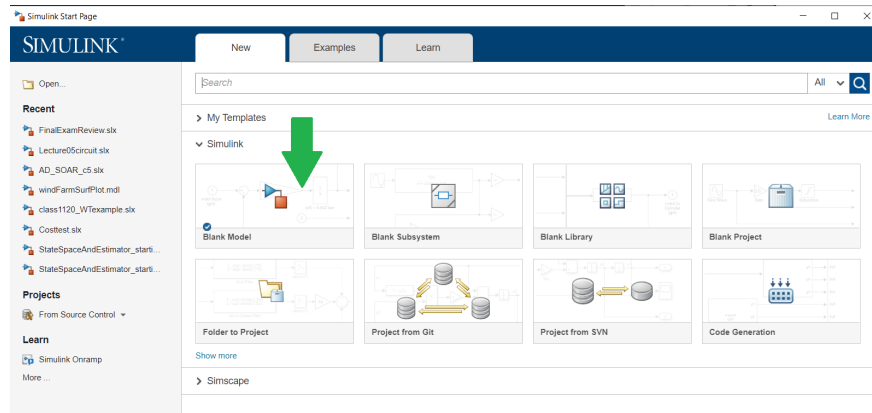 Simulink Start Page
SIMULINK®
New
Examples
Learn
Open...
Recent
FinalExamReview.slx
Lecture05circuit.slx
AD_SOAR_c5.slx
windFarmSurfPlot.mdl
class1120_WTexample.slx
Costtest.slx
StateSpaceAndEstimator_starti...
StateSpaceAndEstimator_starti...
Projects
From Source Control
Learn
Simulink Onramp
More ...
Search
All
My Templates
Learn More
Simulink
Blank Model
Blank Subsystem
Blank Library
Blank Project
Folder to Project
Project from Git
Project from SVN
Code Generation
Show more
Simscape